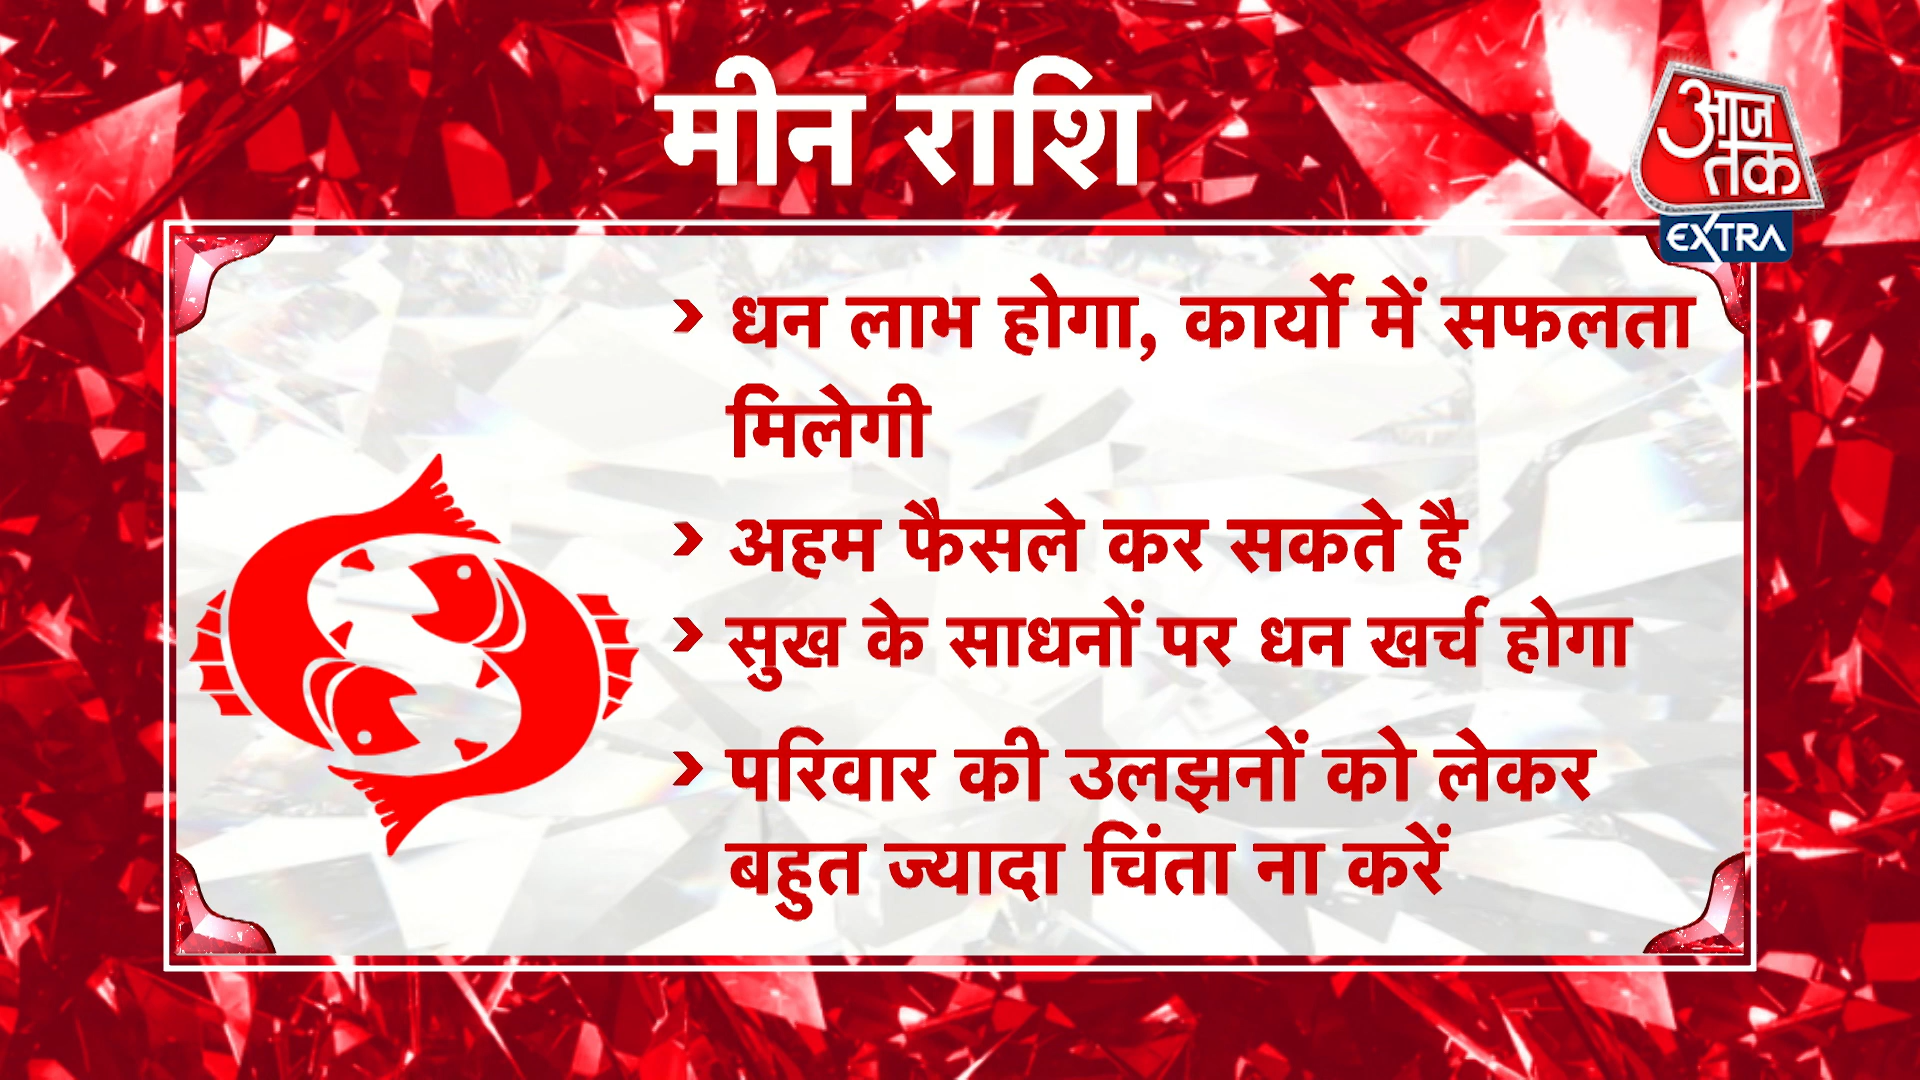 मीन राशि
आज
तक
EXTRA
› धन लाभ होगा, कार्यो में सफलता
मिलेगी
› अहम फैसले कर सकते है
› सुख के साधनों पर धन खर्च होगा
› परिवार की उलझनों को लेकर
बहुत ज्यादा चिंता ना करें